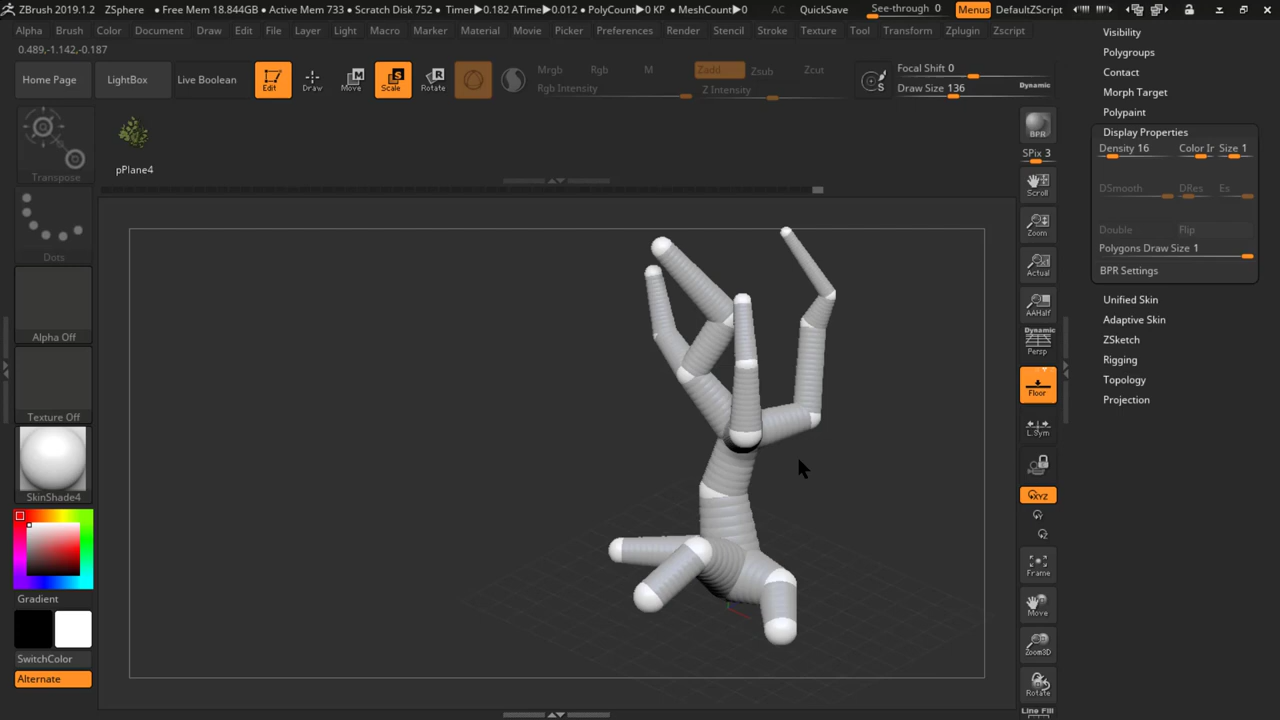 ZBrush 2019.1.2 ZSphere • Free Mem 18.844GB • Active Mem 733 • Scratch Disk 752 • Timer▶0.182 ATime▶0.012 • PolyCount▶0 KP • MeshCount▶0 AC QuickSave See-through 0 Menus DefaultZScript
Alpha Brush Color Document Draw Edit File Layer Light Macro Marker Material Movie Picker Preferences Render Stencil Stroke Texture Tool Transform Zplugin Zscript
0.489,-1.142,-0.187
Home Page LightBox Live Boolean Edit Draw Move Scale Rotate
Mrgb Rgb M Zadd Zsub Zcut
Rgb Intensity Z Intensity
Focal Shift 0
Draw Size 136 Dynamic
Transpose
Dots
Alpha Off
Texture Off
SkinShade4
Gradient
SwitchColor
Alternate
pPlane4
BPR
SPix 3
Scroll
Zoom
Actual
AAHalf
Dynamic
Persp
Floor
L.Sym
XYZ
Y
Z
Frame
Move
Zoom3D
Rotate
Line Fill
Visibility
Polygroups
Contact
Morph Target
Polypaint
Display Properties
Density 16 Color Ir Size 1
DSmooth DRes Es
Double Flip
Polygons Draw Size 1
BPR Settings
Unified Skin
Adaptive Skin
ZSketch
Rigging
Topology
Projection